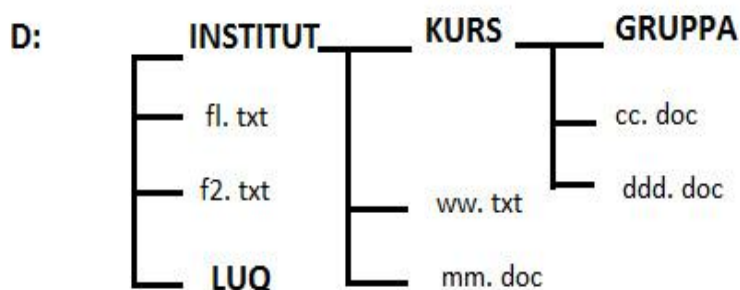 D: INSTITUT KURS GRUPPA
fl. txt cc. doc
f2. txt ww. txt ddd. doc
LUQ mm. doc